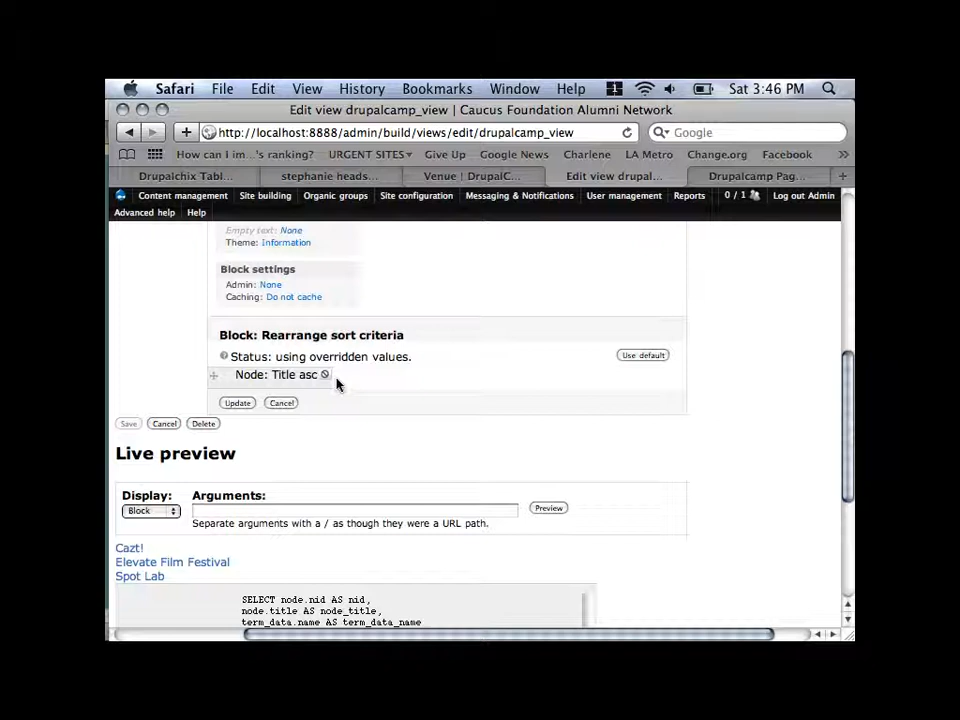 Safari File Edit View History Bookmarks Window Help 1 Sat 3:46 PM
Edit view drupalcamp_view | Caucus Foundation Alumni Network
http://localhost:8888/admin/build/views/edit/drupalcamp_view Google
How can I im...'s ranking? URGENT SITES Give Up Google News Charlene LA Metro Change.org Facebook
Drupalchix Tabl... stephanie heads... Venue | DrupalC... Edit view drupal... Drupalcamp Pag...
Content management Site building Organic groups Site configuration Messaging & Notifications User management Reports 0 / 1 Log out Admin
Advanced help Help
Empty text: None
Theme: Information
Block settings
Admin: None
Caching: Do not cache
Block: Rearrange sort criteria
Status: using overridden values. Use default
Node: Title asc
Update Cancel
Save Cancel Delete
Live preview
Display: Arguments:
Block Preview
Separate arguments with a / as though they were a URL path.
Cazt!
Elevate Film Festival
Spot Lab
SELECT node.nid AS nid,
node.title AS node_title,
term_data.name AS term_data_name